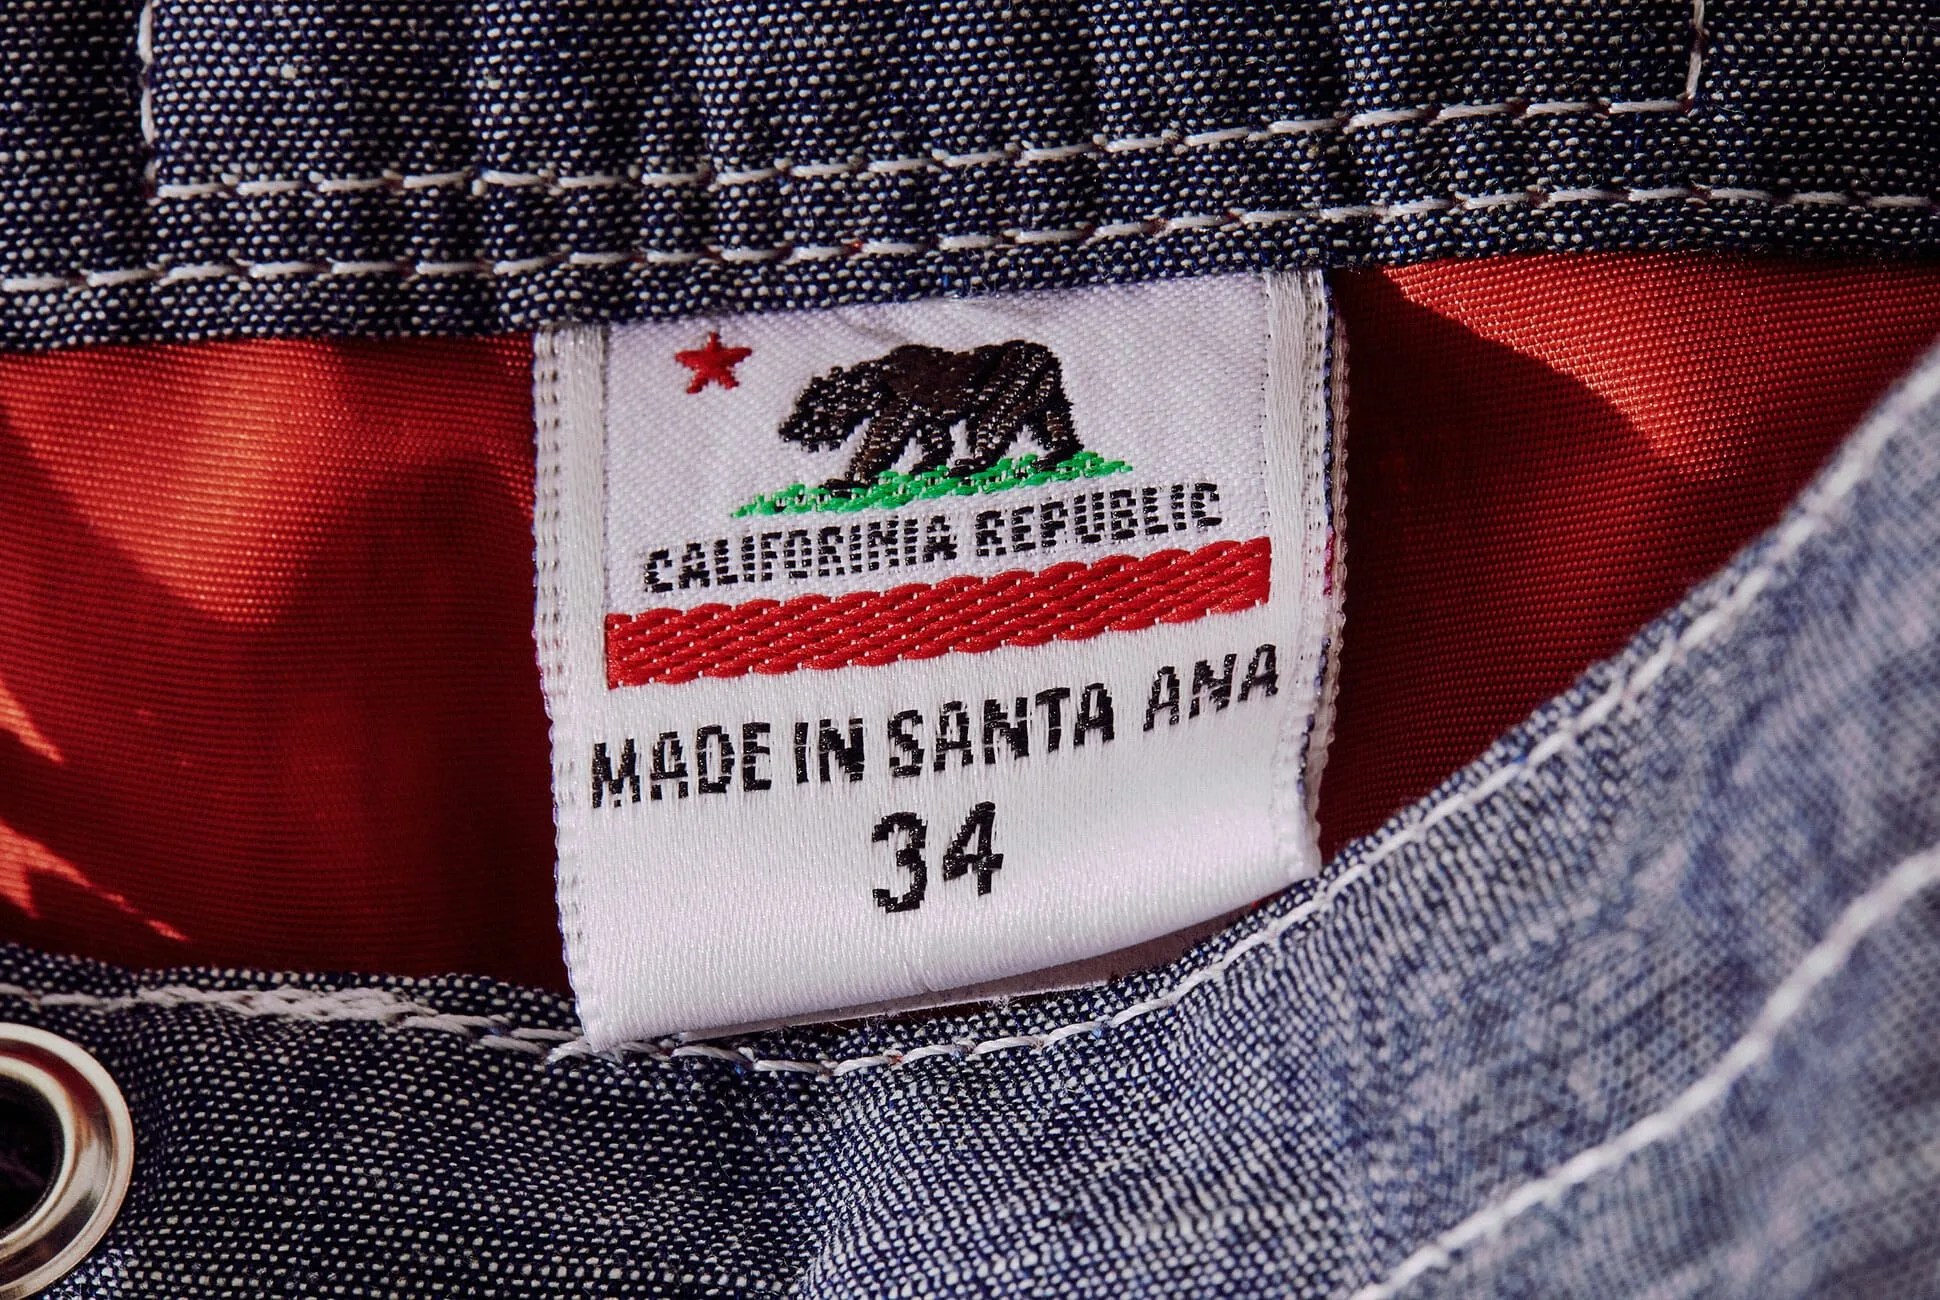 CALIFORINIA REPUBLIC
MADE IN SANTA ANA
34